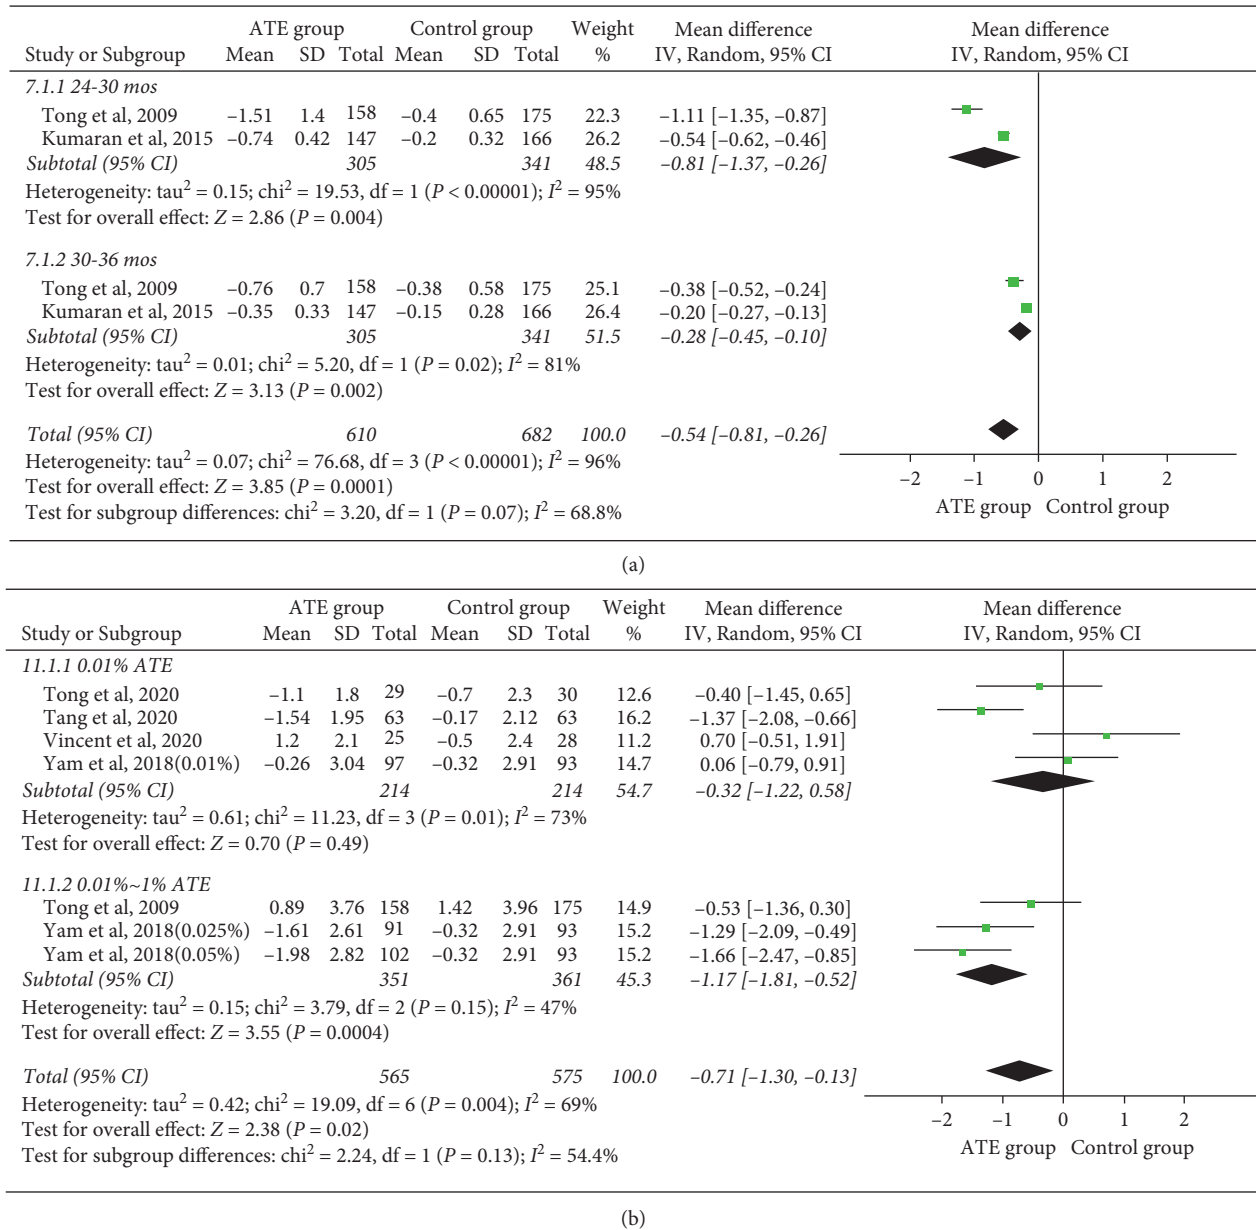 ATE group Control group Weight Mean difference Mean difference
Study or Subgroup Mean SD Total Mean SD Total % IV, Random, 95% CI IV, Random, 95% CI
7.1.1 24-30 mos
Tong et al, 2009 –1.51 1.4 158 –0.4 0.65 175 22.3 –1.11 [–1.35, –0.87]
Kumaran et al, 2015 –0.74 0.42 147 –0.2 0.32 166 26.2 –0.54 [–0.62, –0.46]
Subtotal (95% CI) 305 341 48.5 –0.81 [–1.37, –0.26]
Heterogeneity: tau² = 0.15; chi² = 19.53, df = 1 (P < 0.00001); I² = 95%
Test for overall effect: Z = 2.86 (P = 0.004)
7.1.2 30-36 mos
Tong et al, 2009 –0.76 0.7 158 –0.38 0.58 175 25.1 –0.38 [–0.52, –0.24]
Kumaran et al, 2015 –0.35 0.33 147 –0.15 0.28 166 26.4 –0.20 [–0.27, –0.13]
Subtotal (95% CI) 305 341 51.5 –0.28 [–0.45, –0.10]
Heterogeneity: tau² = 0.01; chi² = 5.20, df = 1 (P = 0.02); I² = 81%
Test for overall effect: Z = 3.13 (P = 0.002)
Total (95% CI) 610 682 100.0 –0.54 [–0.81, –0.26]
Heterogeneity: tau² = 0.07; chi² = 76.68, df = 3 (P < 0.00001); I² = 96%
Test for overall effect: Z = 3.85 (P = 0.0001)
Test for subgroup differences: chi² = 3.20, df = 1 (P = 0.07); I² = 68.8%
–2 –1 0 1 2
ATE group Control group
(a)
ATE group Control group Weight Mean difference Mean difference
Study or Subgroup Mean SD Total Mean SD Total % IV, Random, 95% CI IV, Random, 95% CI
11.1.1 0.01% ATE
Tong et al, 2020 –1.1 1.8 29 –0.7 2.3 30 12.6 –0.40 [–1.45, 0.65]
Tang et al, 2020 –1.54 1.95 63 –0.17 2.12 63 16.2 –1.37 [–2.08, –0.66]
Vincent et al, 2020 1.2 2.1 25 –0.5 2.4 28 11.2 0.70 [–0.51, 1.91]
Yam et al, 2018(0.01%) –0.26 3.04 97 –0.32 2.91 93 14.7 0.06 [–0.79, 0.91]
Subtotal (95% CI) 214 214 54.7 –0.32 [–1.22, 0.58]
Heterogeneity: tau² = 0.61; chi² = 11.23, df = 3 (P = 0.01); I² = 73%
Test for overall effect: Z = 0.70 (P = 0.49)
11.1.2 0.01%~1% ATE
Tong et al, 2009 0.89 3.76 158 1.42 3.96 175 14.9 –0.53 [–1.36, 0.30]
Yam et al, 2018(0.025%) –1.61 2.61 91 –0.32 2.91 93 15.2 –1.29 [–2.09, –0.49]
Yam et al, 2018(0.05%) –1.98 2.82 102 –0.32 2.91 93 15.2 –1.66 [–2.47, –0.85]
Subtotal (95% CI) 351 361 45.3 –1.17 [–1.81, –0.52]
Heterogeneity: tau² = 0.15; chi² = 3.79, df = 2 (P = 0.15); I² = 47%
Test for overall effect: Z = 3.55 (P = 0.0004)
Total (95% CI) 565 575 100.0 –0.71 [–1.30, –0.13]
Heterogeneity: tau² = 0.42; chi² = 19.09, df = 6 (P = 0.004); I² = 69%
Test for overall effect: Z = 2.38 (P = 0.02)
Test for subgroup differences: chi² = 2.24, df = 1 (P = 0.13); I² = 54.4%
–2 –1 0 1 2
ATE group Control group
(b)